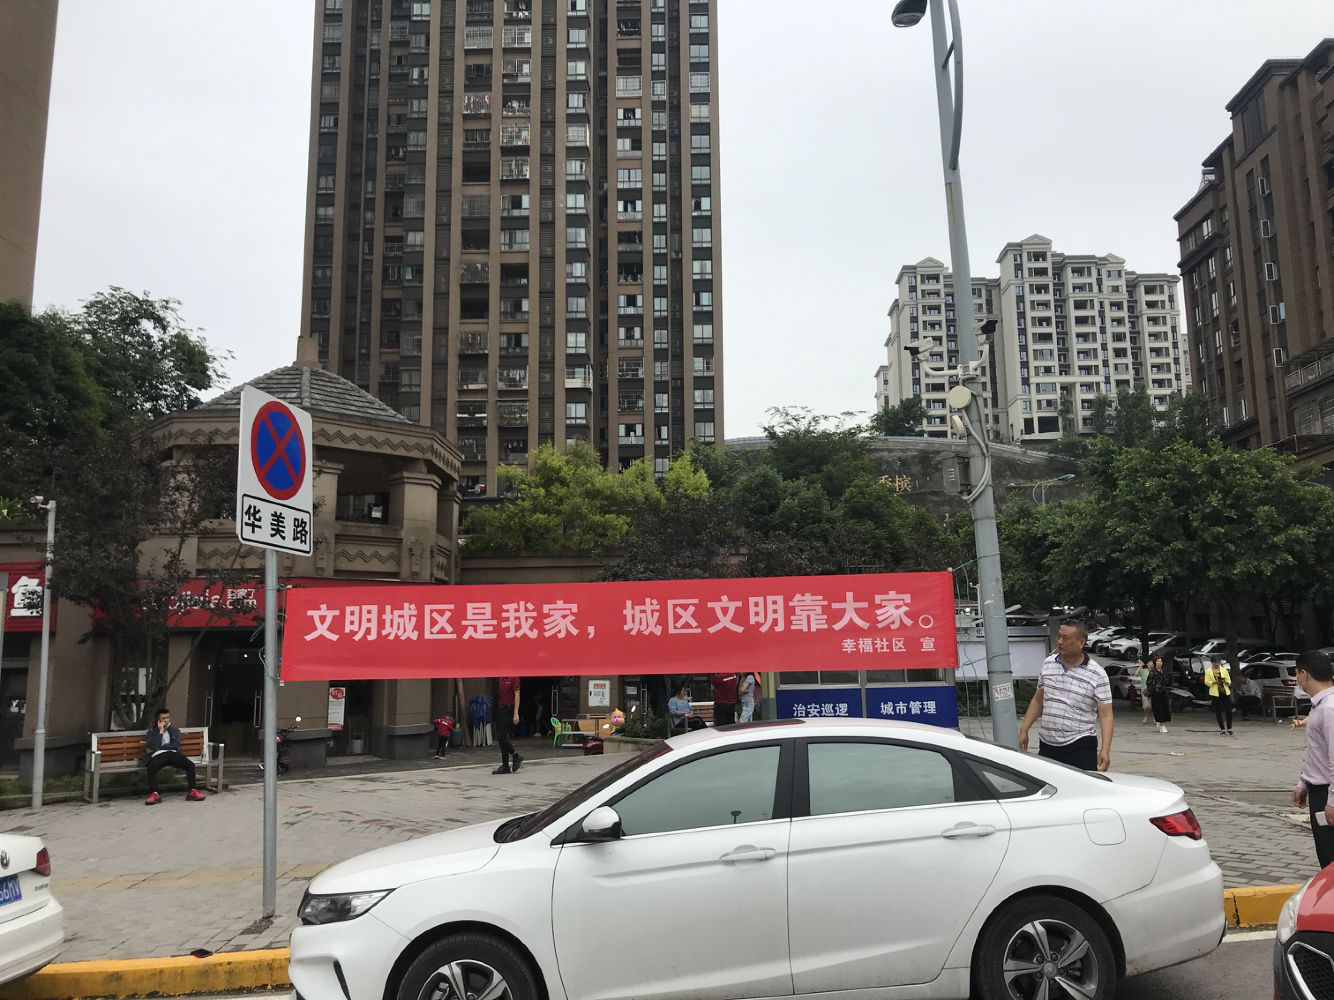 华美路
文明城区是我家，城区文明靠大家。
幸福社区 宣
治安巡逻 城市管理